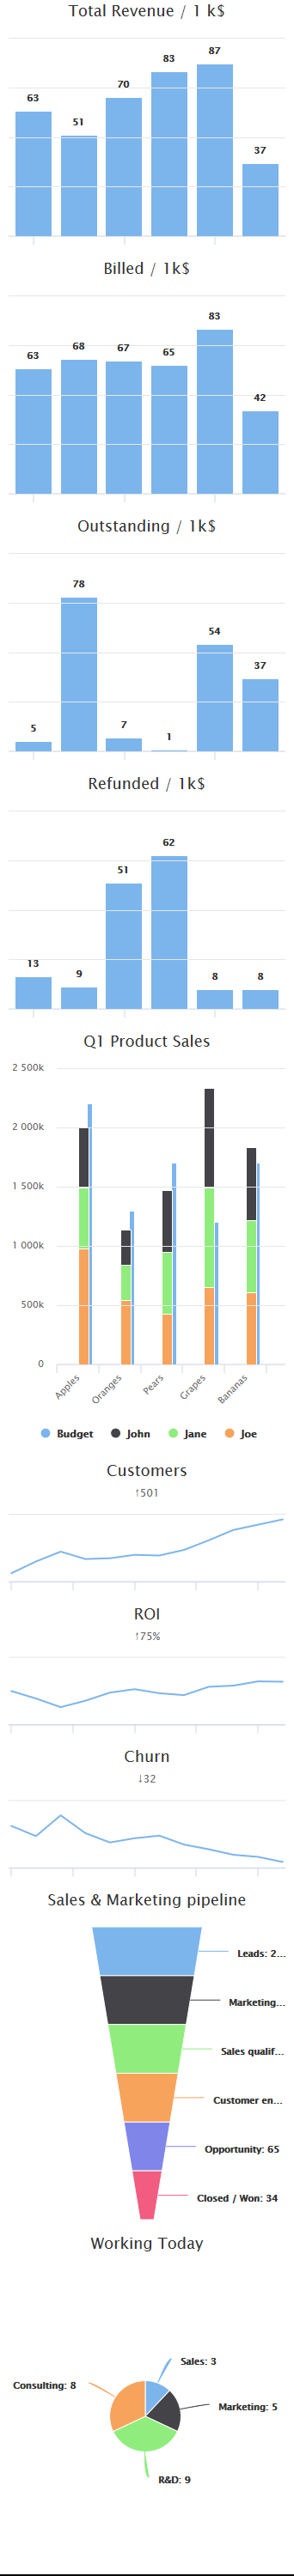 Total Revenue / 1 k$
63 51 70 83 87 37
Billed / 1k$
63 68 67 65 83 42
Outstanding / 1k$
5 78 7 1 54 37
Refunded / 1k$
13 9 51 62 8 8
Q1 Product Sales
2 500k
2 000k
1 500k
1 000k
500k
0
Apples Oranges Pears Grapes Bananas
Budget John Jane Joe
Customers
↑501
ROI
↑75%
Churn
↓32
Sales & Marketing pipeline
Leads: 2...
Marketing...
Sales qualif...
Customer en...
Opportunity: 65
Closed / Won: 34
Working Today
Sales: 3
Consulting: 8
Marketing: 5
R&D: 9